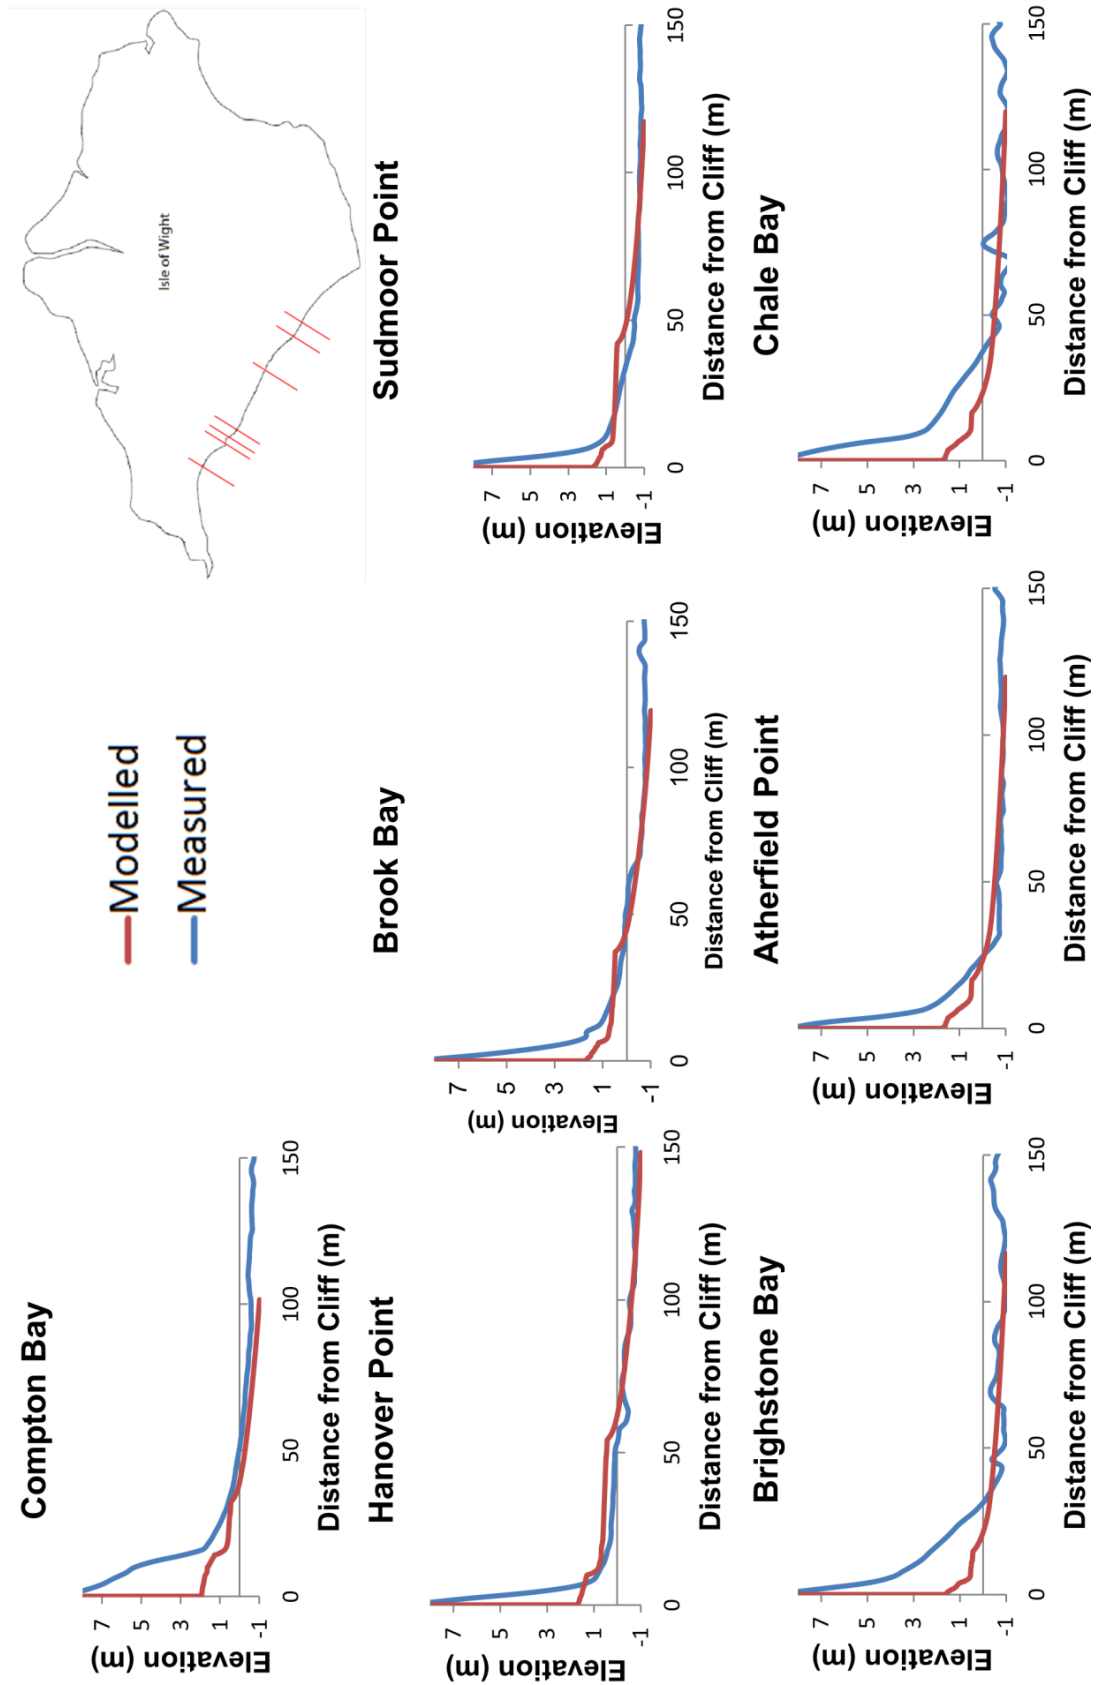 Compton Bay
Elevation (m)
7
5
3
1
-1
0
50
100
150
Distance from Cliff (m)
Modelled
Measured
Isle of Wight
Hanover Point
Elevation (m)
7
5
3
1
-1
0
50
100
150
Distance from Cliff (m)
Brook Bay
Elevation (m)
7
5
3
1
-1
0
50
100
150
Distance from Cliff (m)
Sudmoor Point
Elevation (m)
7
5
3
1
-1
0
50
100
150
Distance from Cliff (m)
Brighstone Bay
Elevation (m)
7
5
3
1
-1
0
50
100
150
Distance from Cliff (m)
Atherfield Point
Elevation (m)
7
5
3
1
-1
0
50
100
150
Distance from Cliff (m)
Chale Bay
Elevation (m)
7
5
3
1
-1
0
50
100
150
Distance from Cliff (m)